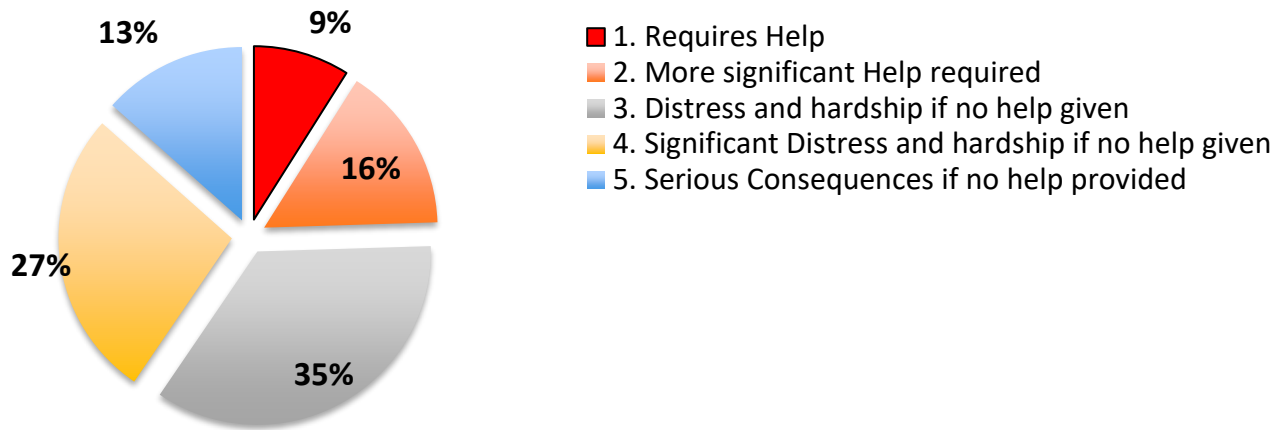 13%
9%
16%
27%
35%
1. Requires Help
2. More significant Help required
3. Distress and hardship if no help given
4. Significant Distress and hardship if no help given
5. Serious Consequences if no help provided